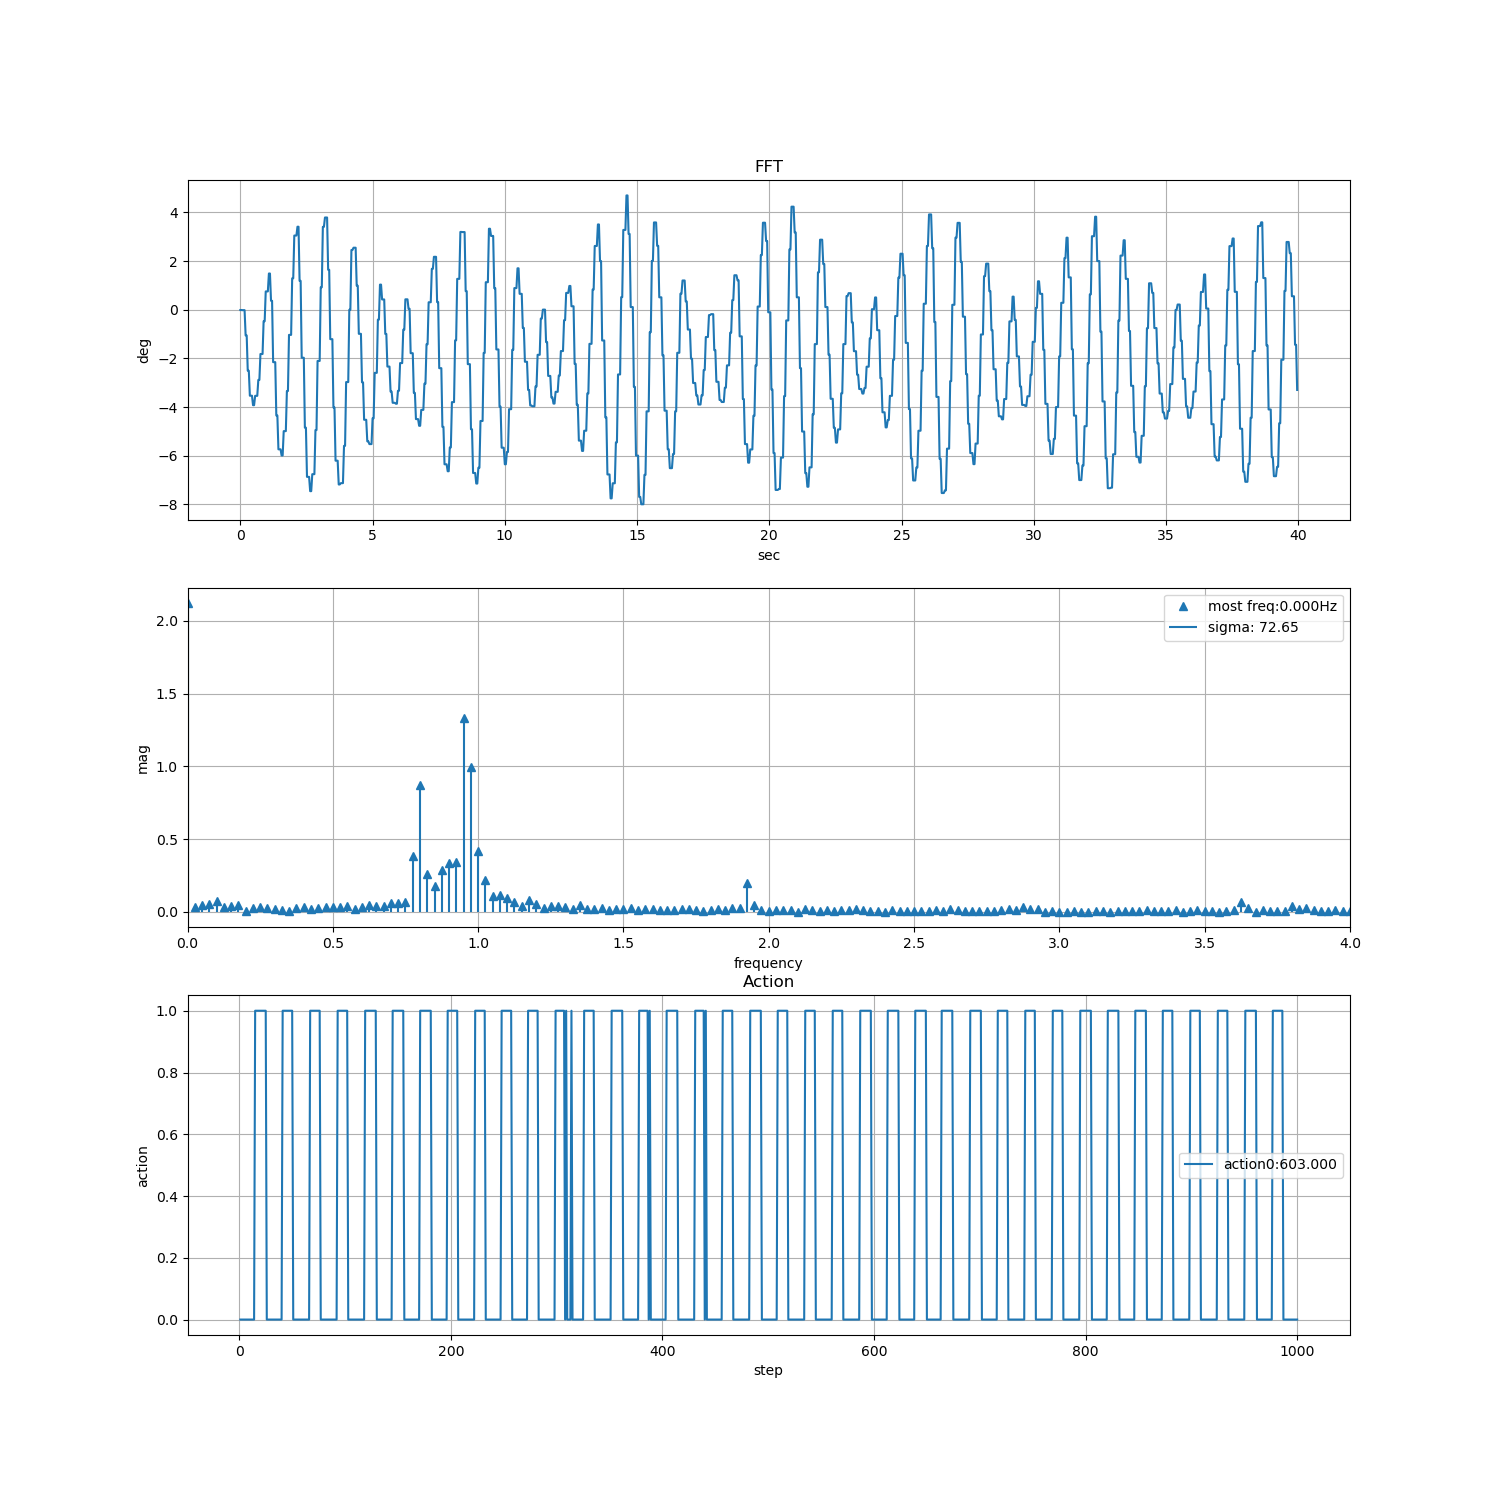 FFT
4
2
0
−2
−4
−6
−8
deg
0 5 10 15 20 25 30 35 40
sec
2.0
1.5
1.0
0.5
0.0
mag
most freq:0.000Hz
sigma: 72.65
0.0 0.5 1.0 1.5 2.0 2.5 3.0 3.5 4.0
frequency
Action
1.0
0.8
0.6
0.4
0.2
0.0
action
action0:603.000
0 200 400 600 800 1000
step